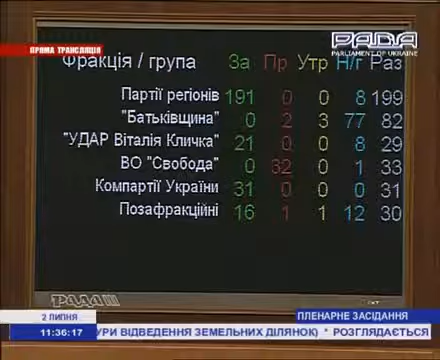 11:36:00
РАДА
PARLIAMENT OF UKRAINE
ПРЯМА ТРАНСЛЯЦІЯ
Фракція / група За Пр Утр Н/г Раз
Партії регіонів 191 0 0 8 199
"Батьківщина" 0 2 3 77 82
"УДАР Віталія Кличка" 21 0 0 8 29
ВО "Свобода" 0 32 0 1 33
Компартії України 31 0 0 0 31
Позафракційні 16 1 1 12 30
РАДА
2 ЛИПНЯ
ПЛЕНАРНЕ ЗАСІДАННЯ
11:36:17
УРИ ВІДВЕДЕННЯ ЗЕМЕЛЬНИХ ДІЛЯНОК) * РОЗГЛЯДАЄТЬСЯ